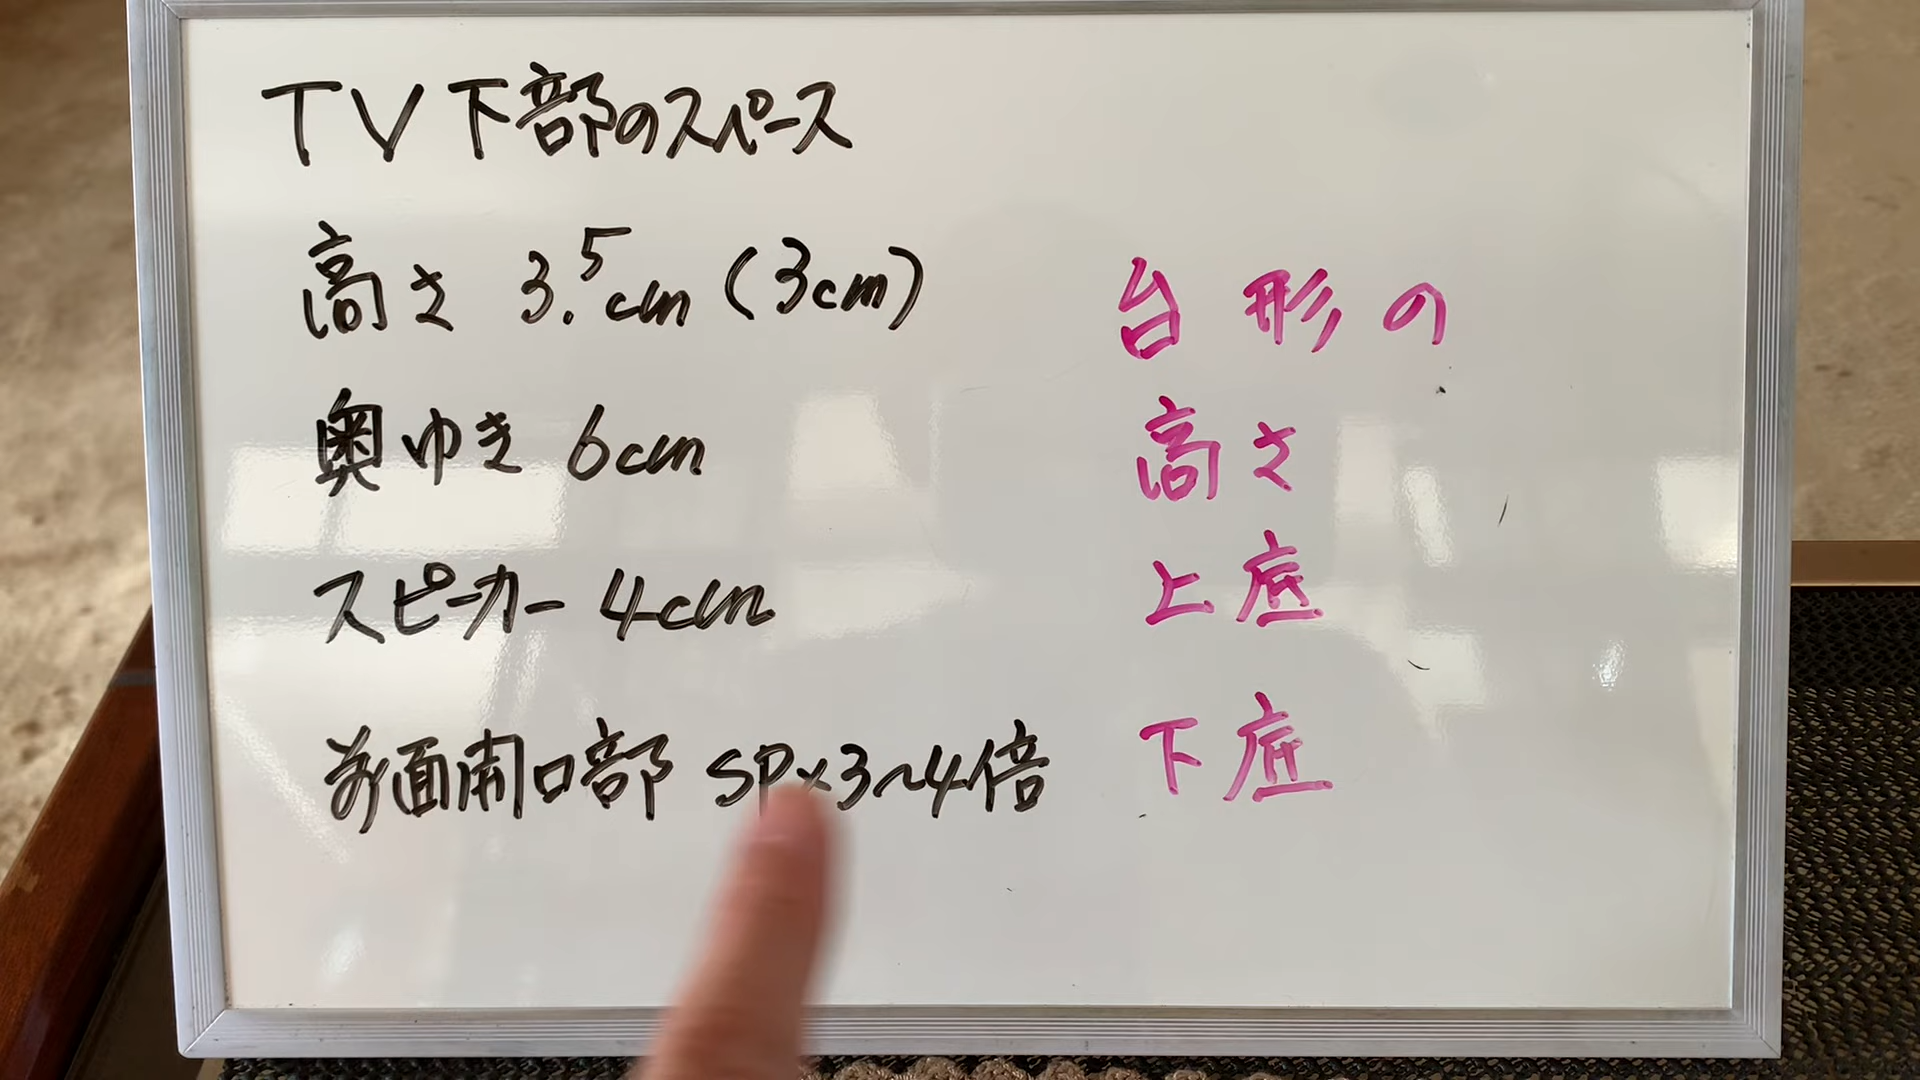 TV下部のスペース
高さ 3.5cm (3cm)
奥ゆき 6cm
スピーカー 4cm
前面開口部 SP×3〜4倍
台形の
高さ
上底
下底